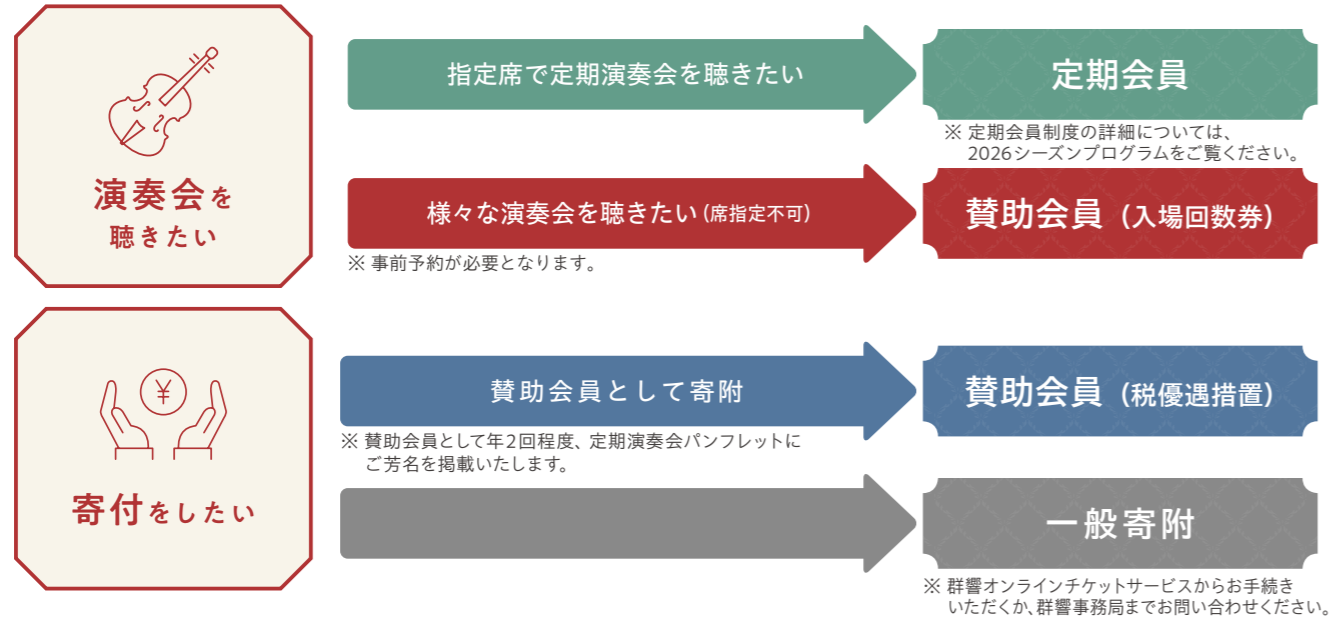 演奏会を
聴きたい
指定席で定期演奏会を聴きたい
定期会員
※ 定期会員制度の詳細については、
2026シーズンプログラムをご覧ください。
様々な演奏会を聴きたい(席指定不可)
※ 事前予約が必要となります。
賛助会員(入場回数券)
¥
寄付をしたい
賛助会員として寄附
※ 賛助会員として年2回程度、定期演奏会パンフレットに
ご芳名を掲載いたします。
賛助会員(税優遇措置)
一般寄附
※ 群響オンラインチケットサービスからお手続き
いただくか、群響事務局までお問い合わせください。